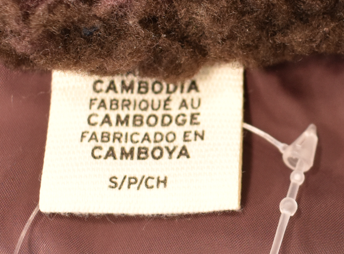 CAMBODIA
FABRIQUÉ AU
CAMBODGE
FABRICADO EN
CAMBOYA
S/P/CH